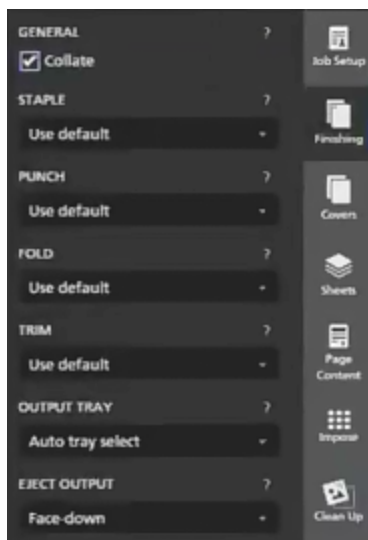 GENERAL ?
Collate
STAPLE ?
Use default
PUNCH ?
Use default
FOLD ?
Use default
TRIM ?
Use default
OUTPUT TRAY ?
Auto tray select
EJECT OUTPUT ?
Face-down
Job Setup
Finishing
Covers
Sheets
Page
Content
Impose
Clean Up